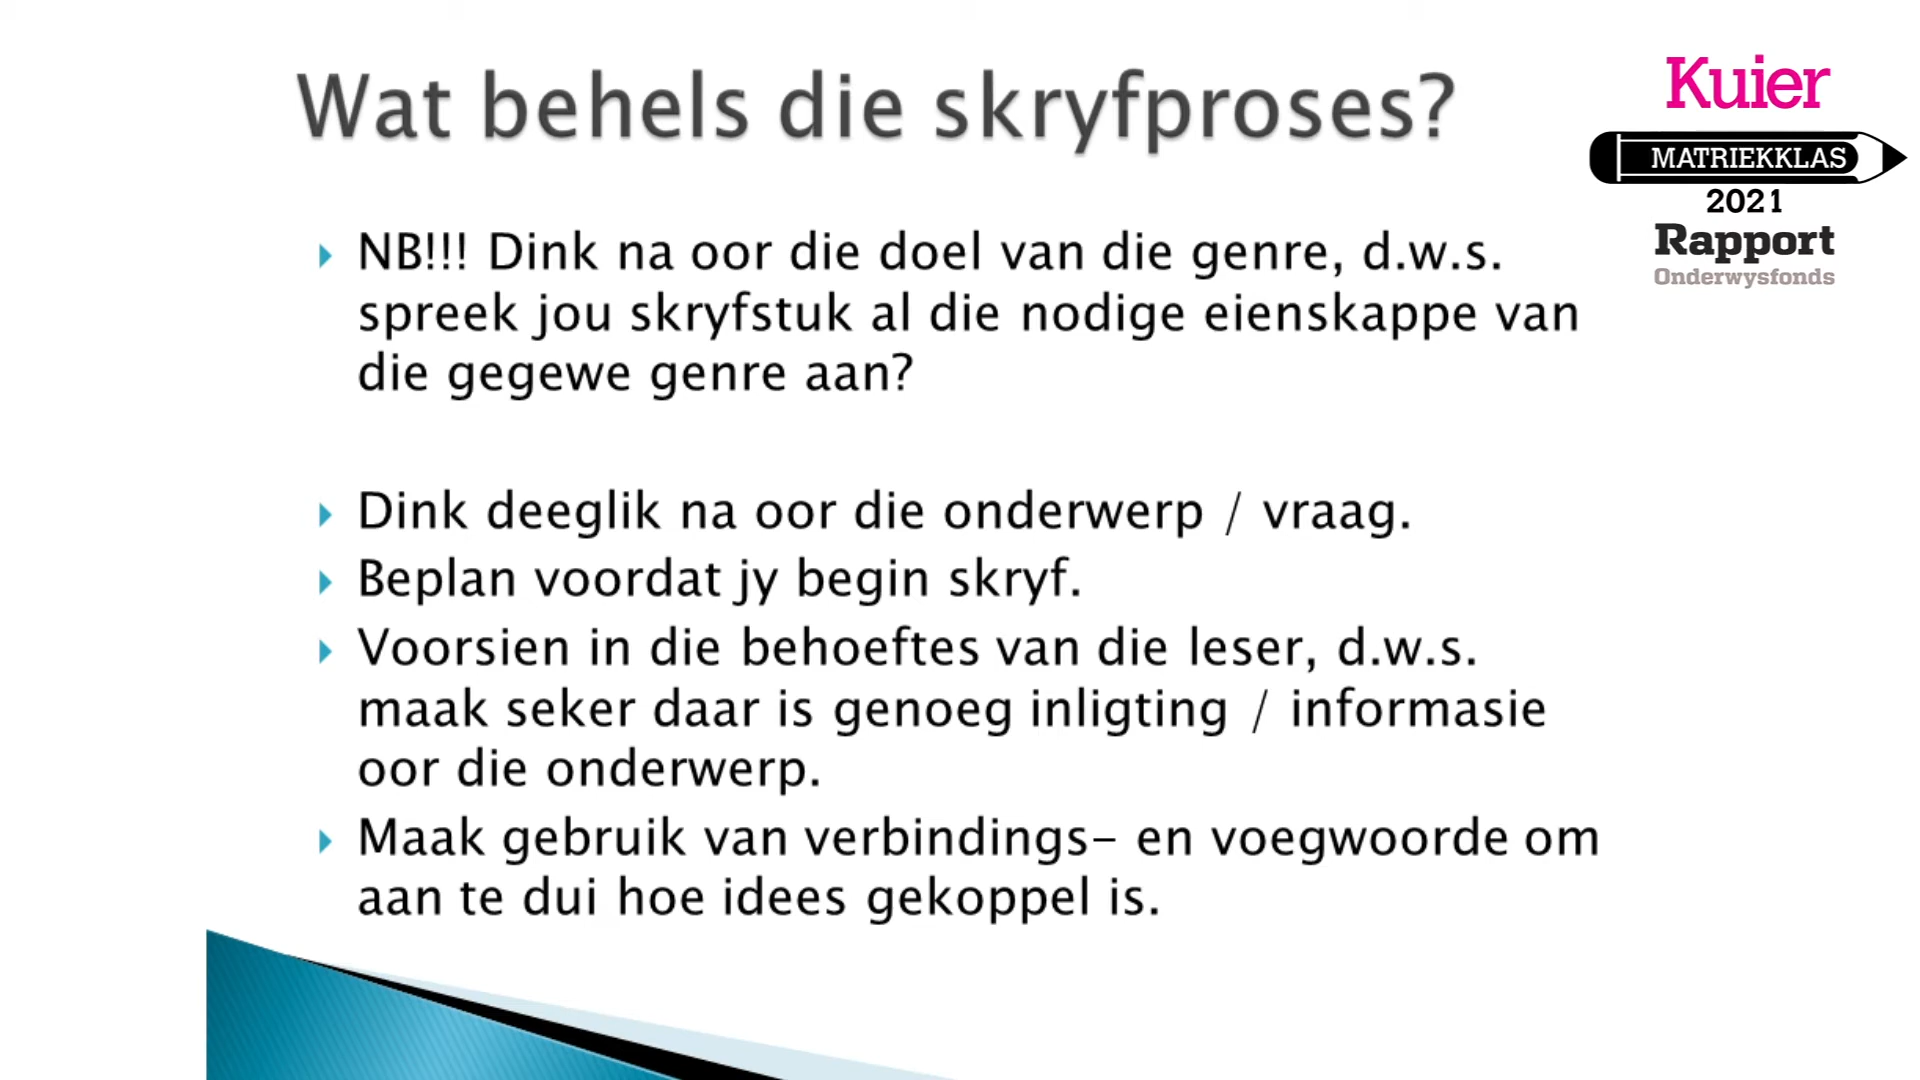 Wat behels die skryfproses?
Kuier
MATRIEKKLAS
2021
Rapport
Onderwysfonds
NB!!! Dink na oor die doel van die genre, d.w.s.
spreek jou skryfstuk al die nodige eienskappe van
die gegewe genre aan?
Dink deeglik na oor die onderwerp / vraag.
Beplan voordat jy begin skryf.
Voorsien in die behoeftes van die leser, d.w.s.
maak seker daar is genoeg inligting / informasie
oor die onderwerp.
Maak gebruik van verbindings- en voegwoorde om
aan te dui hoe idees gekoppel is.